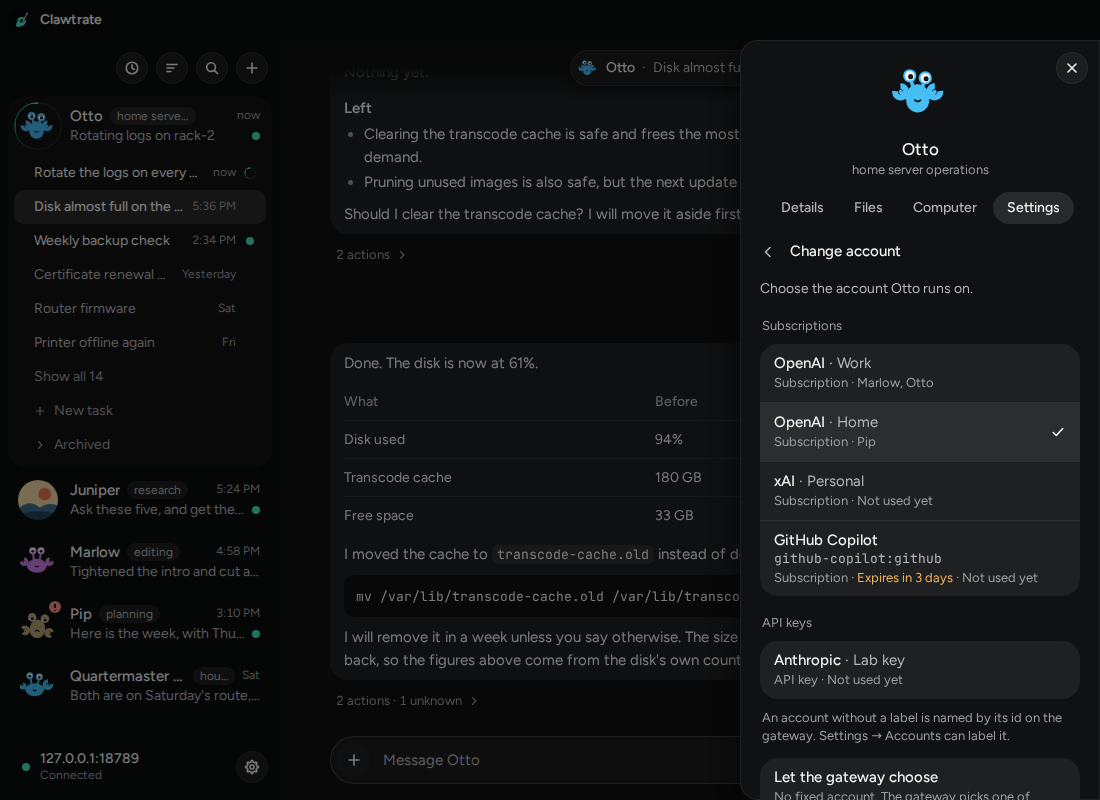 Clawtrate
Otto home serve... now
Rotating logs on rack-2
Rotate the logs on every ... now
Disk almost full on the ... 5:36 PM
Weekly backup check 2:34 PM
Certificate renewal ... Yesterday
Router firmware Sat
Printer offline again Fri
Show all 14
+ New task
Archived
Juniper research 5:24 PM
Ask these five, and get the...
Marlow editing 4:58 PM
Tightened the intro and cut a...
Pip planning 3:10 PM
Here is the week, with Thu...
Quartermaster ... hou... Sat
Both are on Saturday's route,...
127.0.0.1:18789
Connected
Otto · Disk almost fu
Nothing yet.
Left
• Clearing the transcode cache is safe and frees the most
demand.
• Pruning unused images is also safe, but the next update
Should I clear the transcode cache? I will move it aside first
2 actions
Done. The disk is now at 61%.
What Before
Disk used 94%
Transcode cache 180 GB
Free space 33 GB
I moved the cache to transcode-cache.old instead of d
mv /var/lib/transcode-cache.old /var/lib/transco
I will remove it in a week unless you say otherwise. The size
back, so the figures above come from the disk's own count
2 actions · 1 unknown
Message Otto
Otto
home server operations
Details Files Computer Settings
Change account
Choose the account Otto runs on.
Subscriptions
OpenAI · Work
Subscription · Marlow, Otto
OpenAI · Home
Subscription · Pip
xAI · Personal
Subscription · Not used yet
GitHub Copilot
github-copilot:github
Subscription · Expires in 3 days · Not used yet
API keys
Anthropic · Lab key
API key · Not used yet
An account without a label is named by its id on the
gateway. Settings → Accounts can label it.
Let the gateway choose
No fixed account. The gateway picks one of